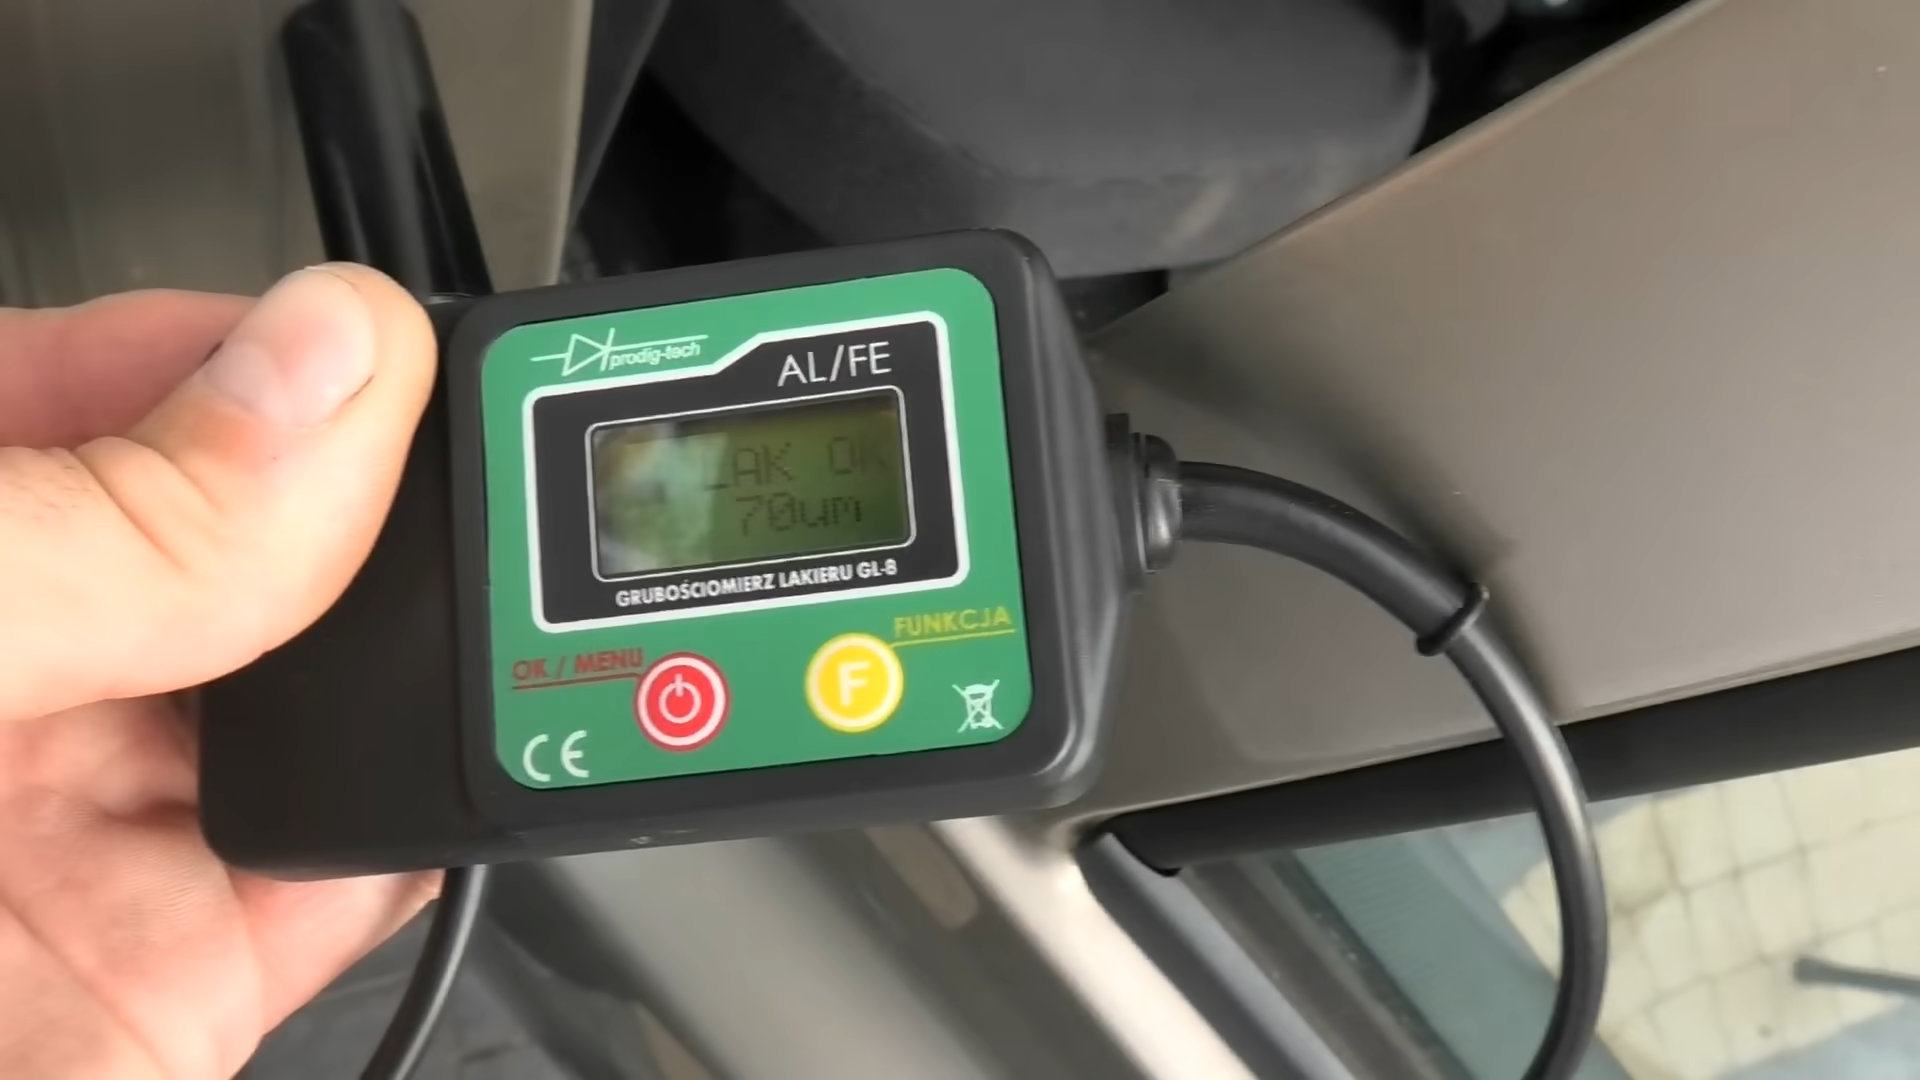 prodig-tech
AL/FE
LAK OK
70um
GRUBOŚCIOMIERZ LAKIERU GL-8
FUNKCJA
OK / MENU
F
CE